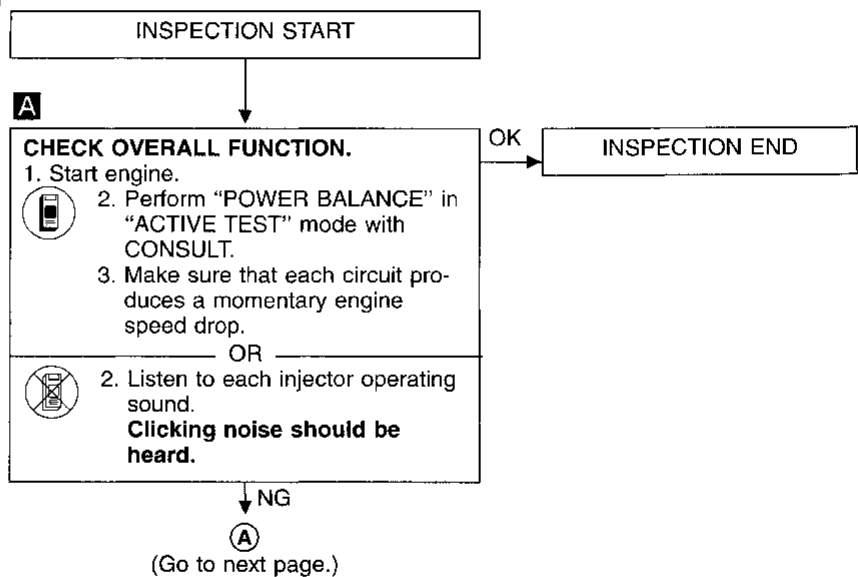 INSPECTION START
A
CHECK OVERALL FUNCTION.
1. Start engine.
2. Perform “POWER BALANCE” in
“ACTIVE TEST” mode with
CONSULT.
3. Make sure that each circuit pro-
duces a momentary engine
speed drop.
OR
2. Listen to each injector operating
sound.
Clicking noise should be
heard.
OK
INSPECTION END
NG
A
(Go to next page.)